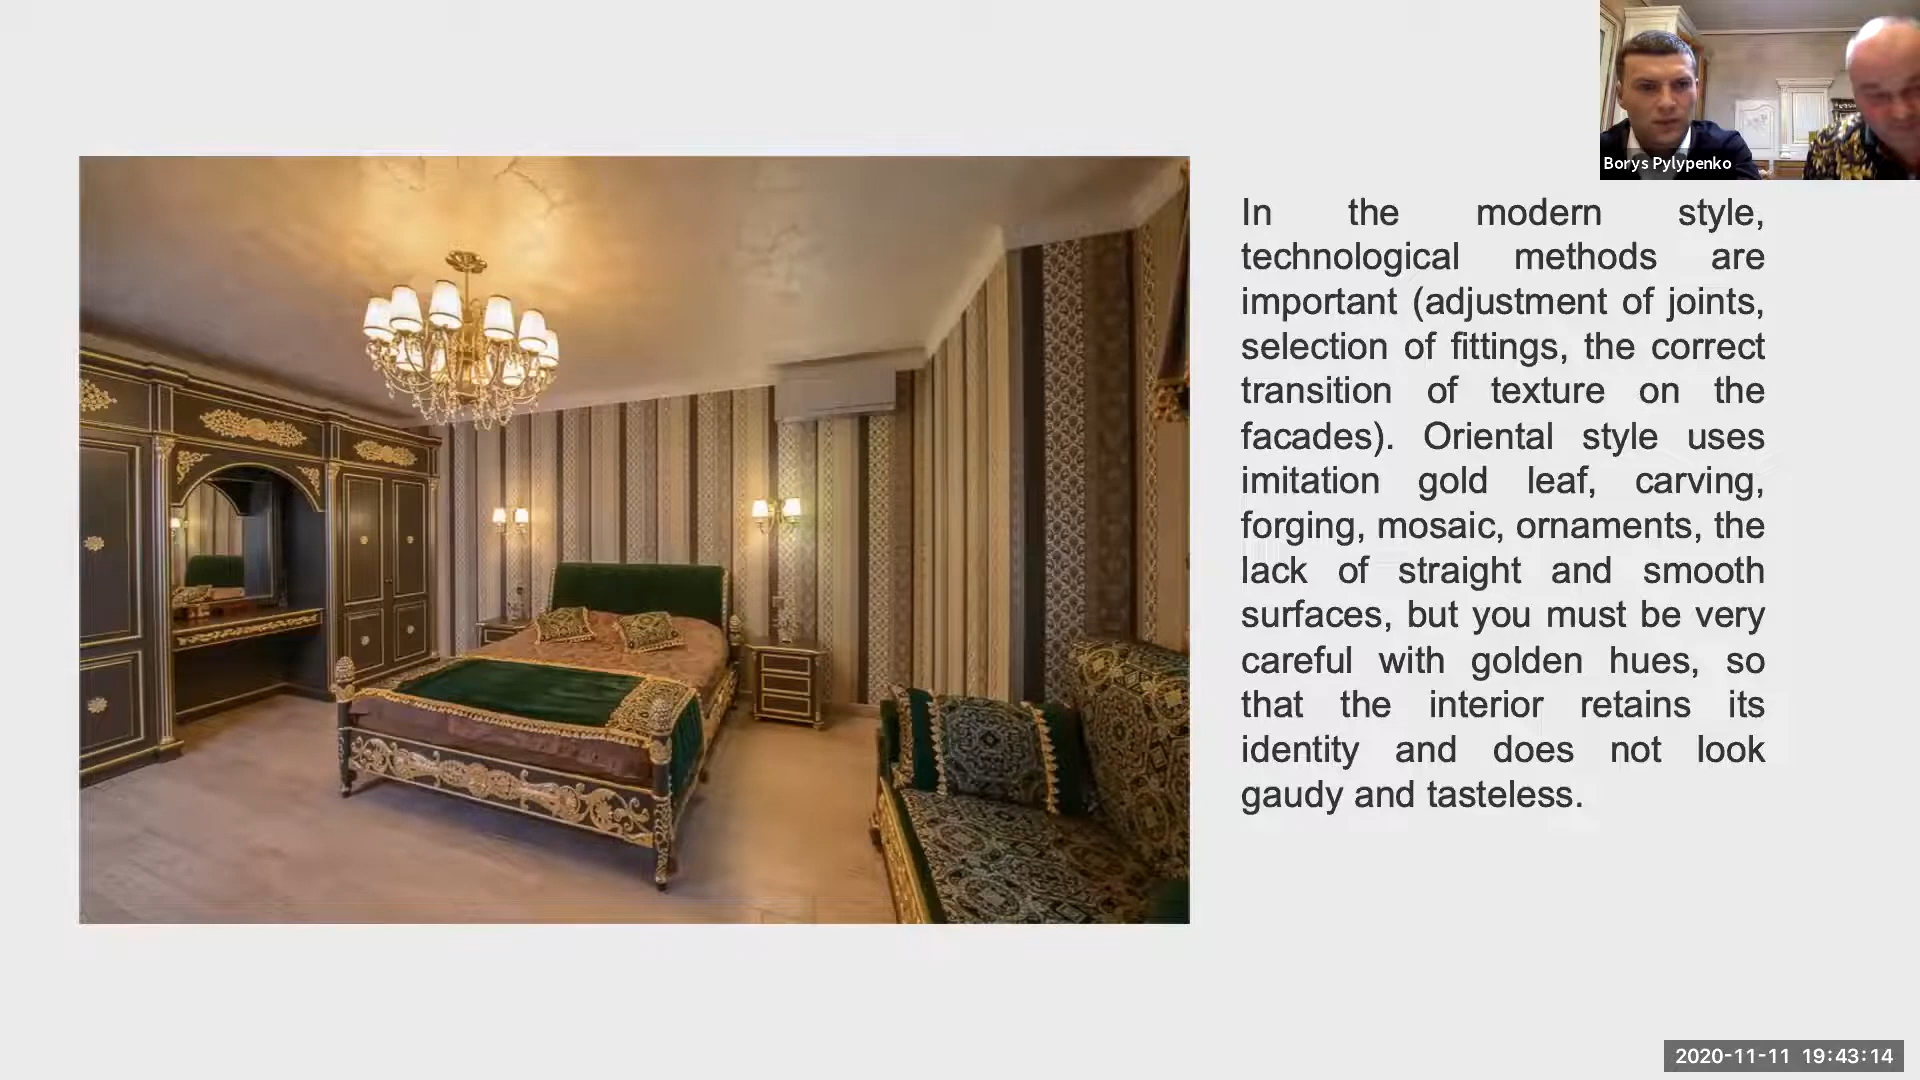 Borys Pylypenko
In the modern style,
technological methods are
important (adjustment of joints,
selection of fittings, the correct
transition of texture on the
facades). Oriental style uses
imitation gold leaf, carving,
forging, mosaic, ornaments, the
lack of straight and smooth
surfaces, but you must be very
careful with golden hues, so
that the interior retains its
identity and does not look
gaudy and tasteless.
2020-11-11 19:43:14